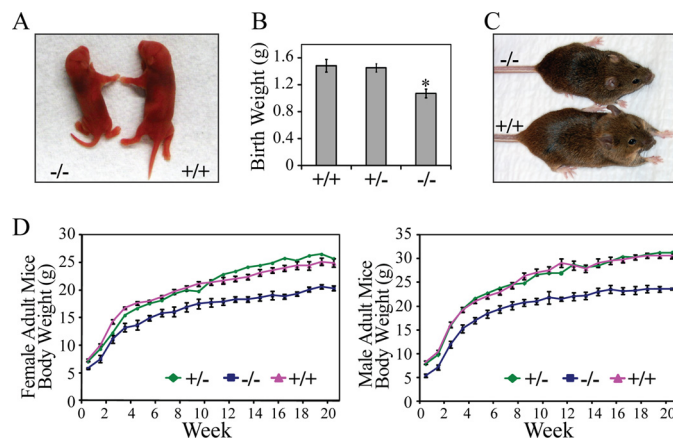 A
-/-
+/+
B
Birth Weight (g)
1.6
1.2
0.8
0.4
0
*
+/+
+/-
-/-
C
-/-
+/+
D
Female Adult Mice
Body Weight (g)
30
25
20
15
10
5
0
+/- -/- +/+
0 2 4 6 8 10 12 14 16 18 20
Week
Male Adult Mice
Body Weight (g)
35
30
25
20
15
10
5
0
+/- -/- +/+
0 2 4 6 8 10 12 14 16 18 20
Week